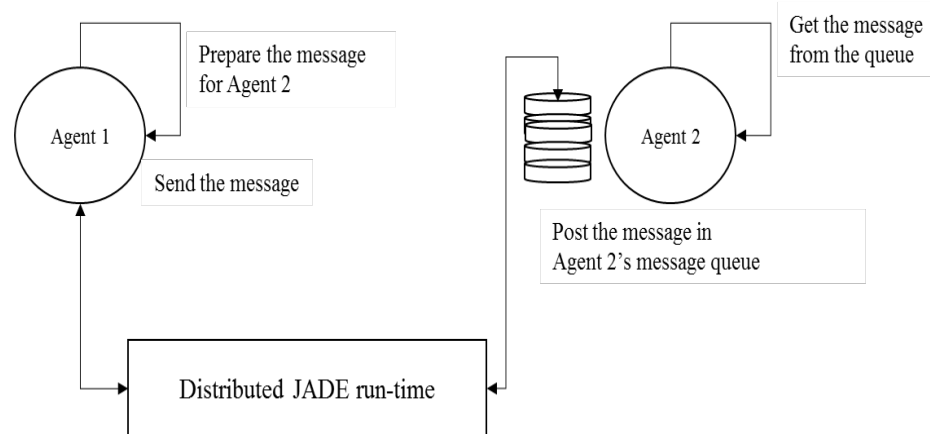 Prepare the message
for Agent 2
Agent 1
Send the message
Get the message
from the queue
Agent 2
Post the message in
Agent 2’s message queue
Distributed JADE run-time